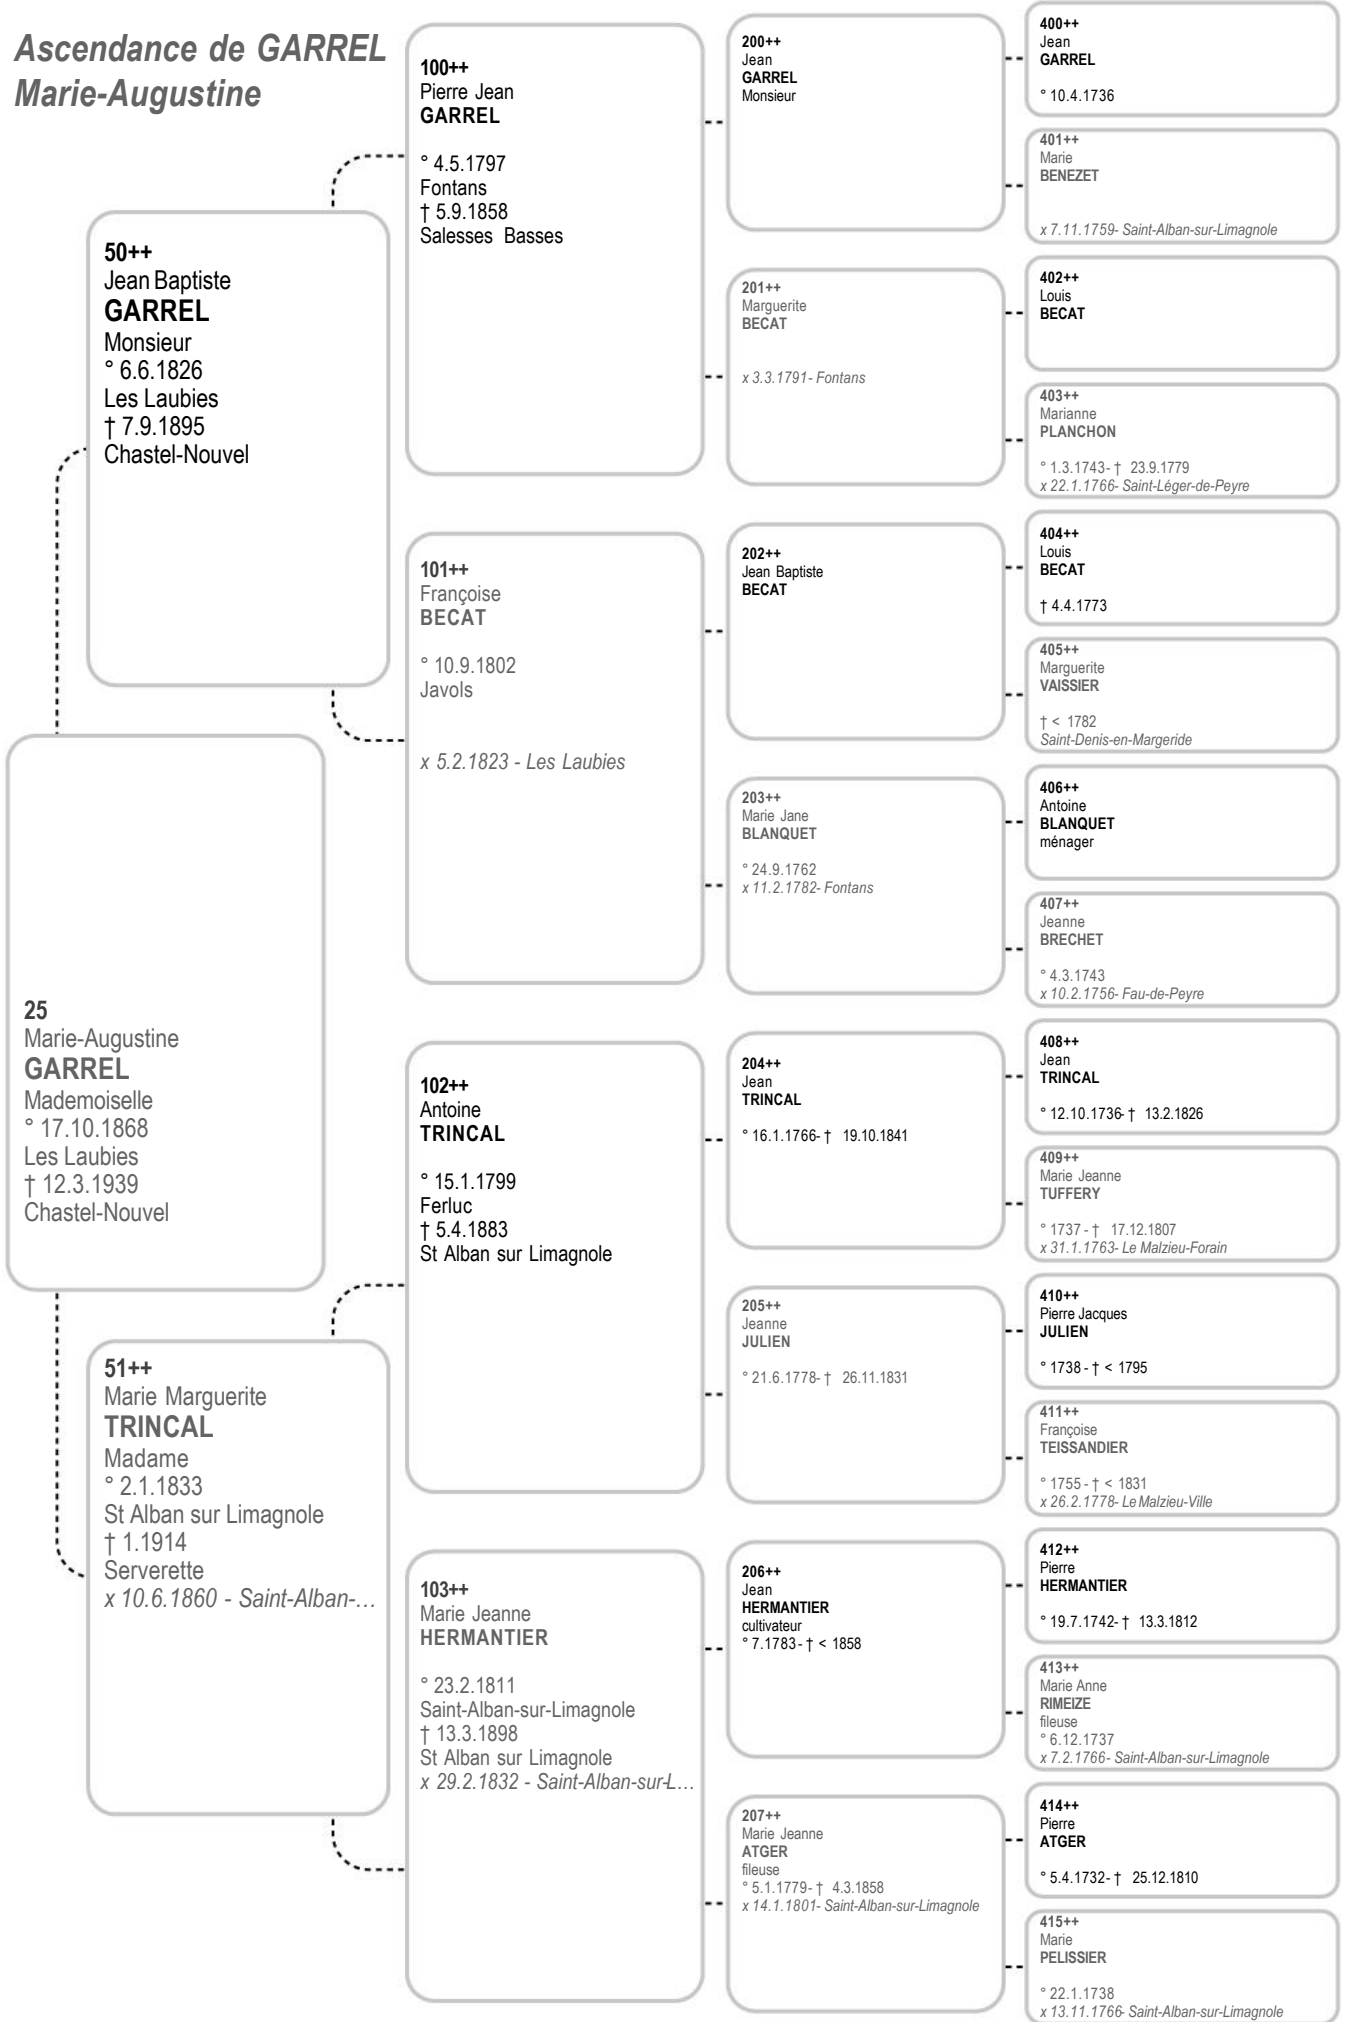 Ascendance de GARREL
Marie-Augustine
25
Marie-Augustine
GARREL
Mademoiselle
° 17.10.1868
Les Laubies
† 12.3.1939
Chastel-Nouvel
50++
Jean Baptiste
GARREL
Monsieur
° 6.6.1826
Les Laubies
† 7.9.1895
Chastel-Nouvel
51++
Marie Marguerite
TRINCAL
Madame
° 2.1.1833
St Alban sur Limagnole
† 1.1914
Serverette
x 10.6.1860 - Saint-Alban-…
100++
Pierre Jean
GARREL
° 4.5.1797
Fontans
† 5.9.1858
Salesses Basses
101++
Françoise
BECAT
° 10.9.1802
Javols
x 5.2.1823 - Les Laubies
102++
Antoine
TRINCAL
° 15.1.1799
Ferluc
† 5.4.1883
St Alban sur Limagnole
103++
Marie Jeanne
HERMANTIER
° 23.2.1811
Saint-Alban-sur-Limagnole
† 13.3.1898
St Alban sur Limagnole
x 29.2.1832 - Saint-Alban-sur-L…
200++
Jean
GARREL
Monsieur
201++
Marguerite
BECAT
x 3.3.1791- Fontans
202++
Jean Baptiste
BECAT
203++
Marie Jane
BLANQUET
° 24.9.1762
x 11.2.1782- Fontans
204++
Jean
TRINCAL
° 16.1.1766- † 19.10.1841
205++
Jeanne
JULIEN
° 21.6.1778- † 26.11.1831
206++
Jean
HERMANTIER
cultivateur
° 7.1783- † < 1858
207++
Marie Jeanne
ATGER
fileuse
° 5.1.1779- † 4.3.1858
x 14.1.1801- Saint-Alban-sur-Limagnole
400++
Jean
GARREL
° 10.4.1736
401++
Marie
BENEZET
x 7.11.1759- Saint-Alban-sur-Limagnole
402++
Louis
BECAT
403++
Marianne
PLANCHON
° 1.3.1743- † 23.9.1779
x 22.1.1766- Saint-Léger-de-Peyre
404++
Louis
BECAT
† 4.4.1773
405++
Marguerite
VAISSIER
† < 1782
Saint-Denis-en-Margeride
406++
Antoine
BLANQUET
ménager
407++
Jeanne
BRECHET
° 4.3.1743
x 10.2.1756- Fau-de-Peyre
408++
Jean
TRINCAL
° 12.10.1736- † 13.2.1826
409++
Marie Jeanne
TUFFERY
° 1737 - † 17.12.1807
x 31.1.1763- Le Malzieu-Forain
410++
Pierre Jacques
JULIEN
° 1738 - † < 1795
411++
Françoise
TEISSANDIER
° 1755 - † < 1831
x 26.2.1778- Le Malzieu-Ville
412++
Pierre
HERMANTIER
° 19.7.1742- † 13.3.1812
413++
Marie Anne
RIMEIZE
fileuse
° 6.12.1737
x 7.2.1766- Saint-Alban-sur-Limagnole
414++
Pierre
ATGER
° 5.4.1732- † 25.12.1810
415++
Marie
PELISSIER
° 22.1.1738
x 13.11.1766- Saint-Alban-sur-Limagnole